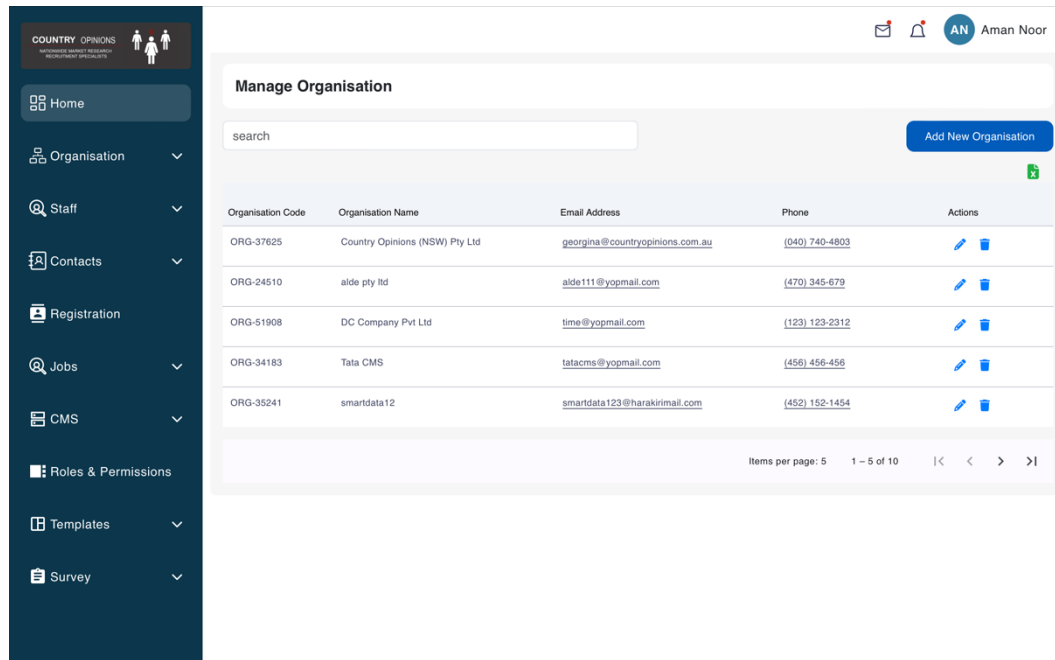 COUNTRY OPINIONS
NATIONWIDE MARKET RESEARCH
RECRUITMENT SPECIALISTS
AN Aman Noor
Home
Organisation
Staff
Contacts
Registration
Jobs
CMS
Roles & Permissions
Templates
Survey
Manage Organisation
search
Add New Organisation
Organisation Code Organisation Name Email Address Phone Actions
ORG-37625 Country Opinions (NSW) Pty Ltd georgina@countryopinions.com.au (040) 740-4803
ORG-24510 alde pty ltd alde111@yopmail.com (470) 345-679
ORG-51908 DC Company Pvt Ltd time@yopmail.com (123) 123-2312
ORG-34183 Tata CMS tatacms@yopmail.com (456) 456-456
ORG-35241 smartdata12 smartdata123@harakirimail.com (452) 152-1454
Items per page: 5 1 – 5 of 10